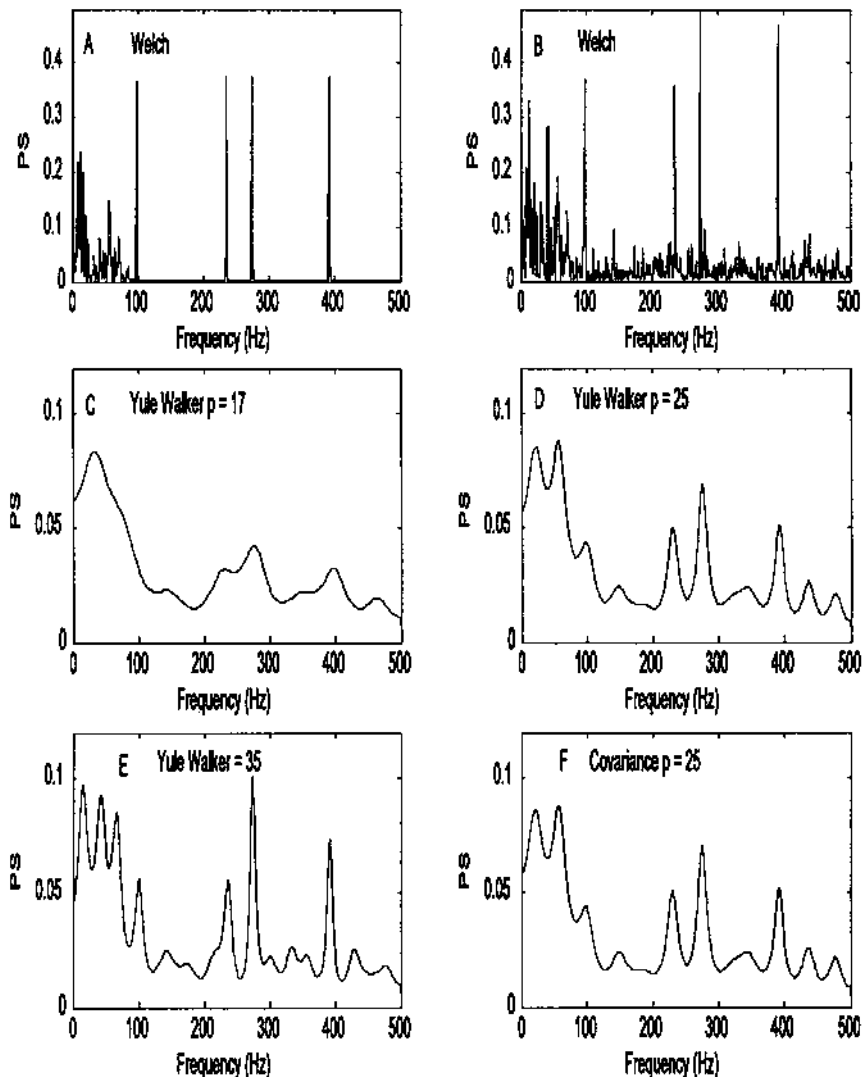 A Welch
PS
0.4
0.3
0.2
0.1
0
0 100 200 300 400 500
Frequency (Hz)
B Welch
PS
0.4
0.3
0.2
0.1
0
0 100 200 300 400 500
Frequency (Hz)
C Yule Walker p = 17
PS
0.1
0.05
0
0 100 200 300 400 500
Frequency (Hz)
D Yule Walker p = 25
PS
0.1
0.05
0
0 100 200 300 400 500
Frequency (Hz)
E Yule Walker = 35
PS
0.1
0.05
0
0 100 200 300 400 500
Frequency (Hz)
F Covariance p = 25
PS
0.1
0.05
0
0 100 200 300 400 500
Frequency (Hz)